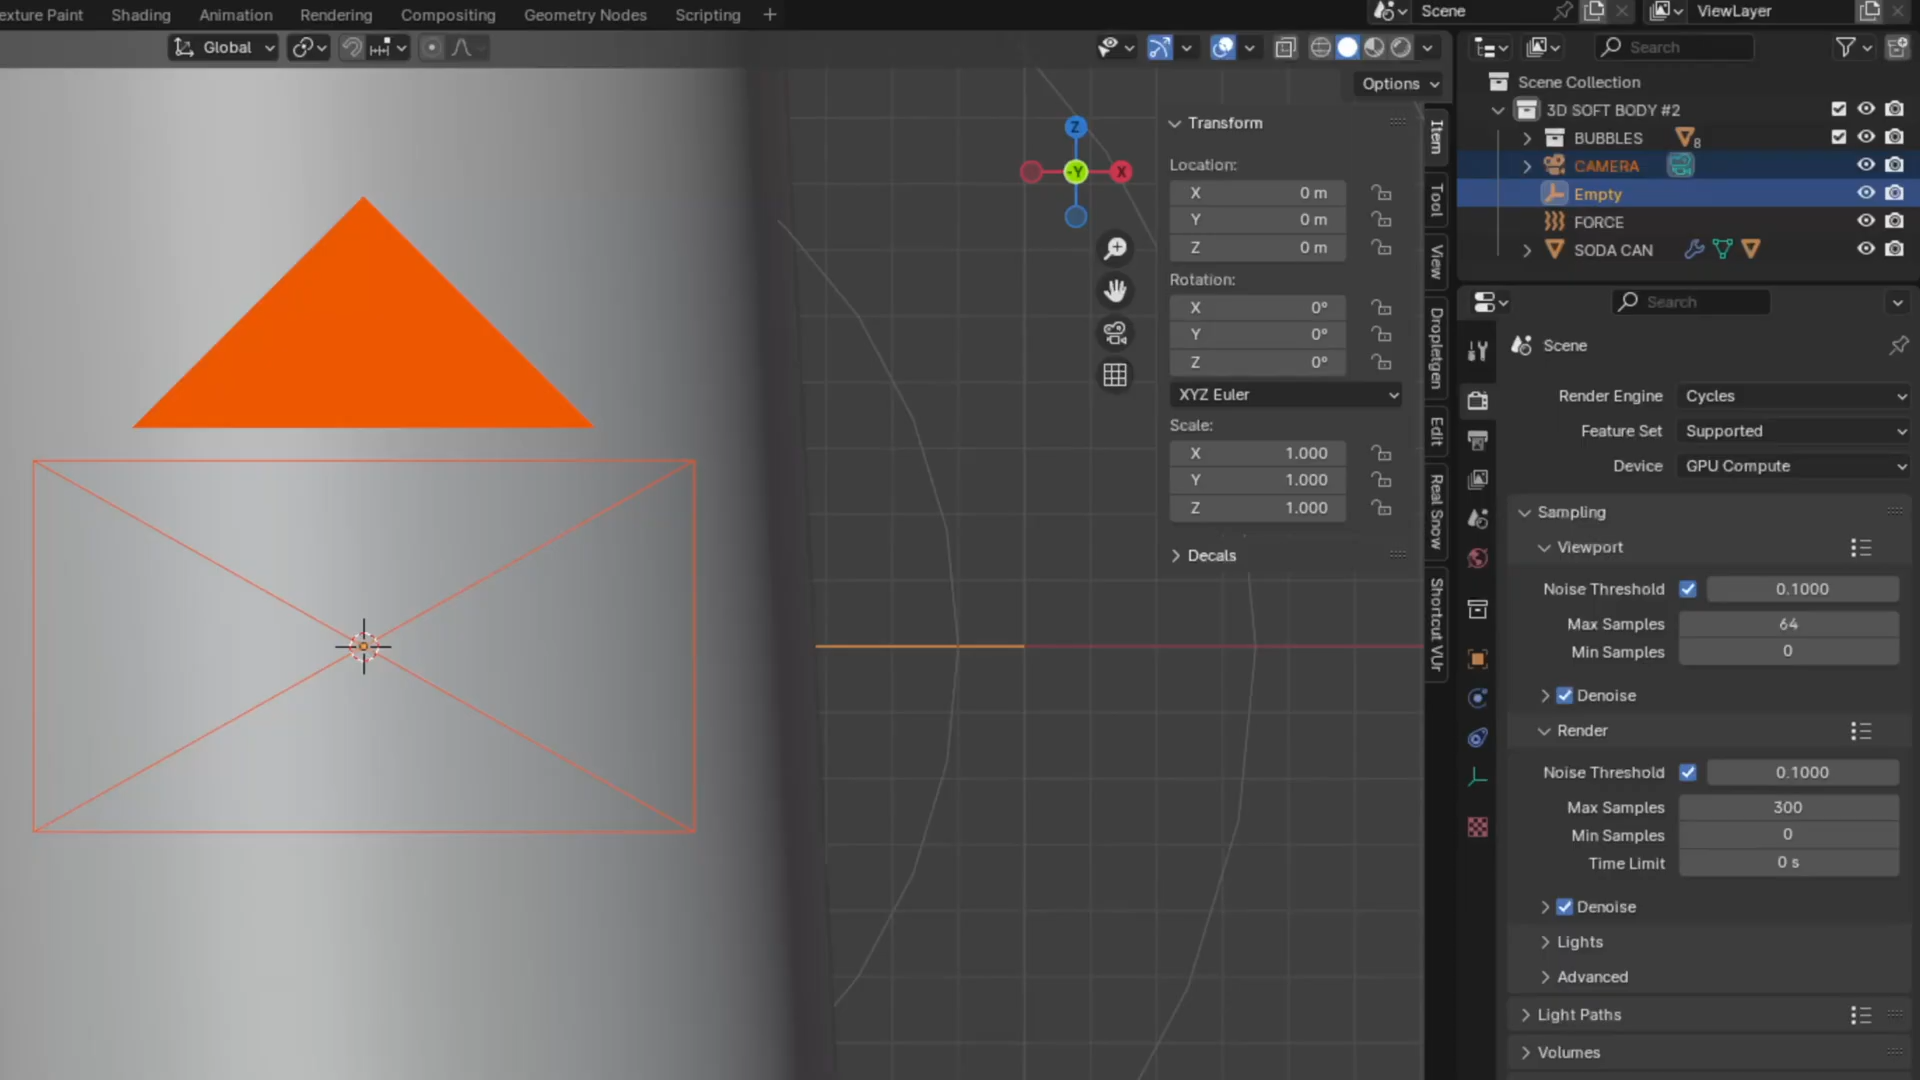 exture Paint Shading Animation Rendering Compositing Geometry Nodes Scripting
Scene
ViewLayer
Global
Search
Options
Scene Collection
3D SOFT BODY #2
BUBBLES 8
CAMERA
Empty
FORCE
SODA CAN
Z
-Y
X
Transform
Location:
X 0 m
Y 0 m
Z 0 m
Rotation:
X 0°
Y 0°
Z 0°
XYZ Euler
Scale:
X 1.000
Y 1.000
Z 1.000
Decals
Item
Tool
View
Dropletgen
Edit
Real Snow
Shortcut VUr
Search
Scene
Render Engine Cycles
Feature Set Supported
Device GPU Compute
Sampling
Viewport
Noise Threshold 0.1000
Max Samples 64
Min Samples 0
Denoise
Render
Noise Threshold 0.1000
Max Samples 300
Min Samples 0
Time Limit 0 s
Denoise
Lights
Advanced
Light Paths
Volumes